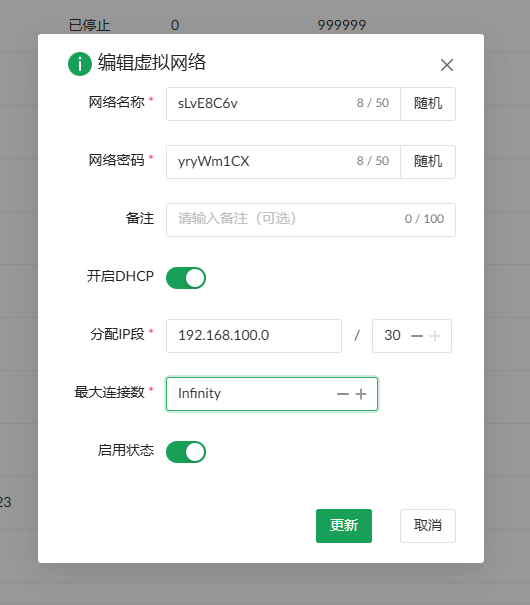 已停止 0 999999
编辑虚拟网络
网络名称 * sLvE8C6v 8 / 50 随机
网络密码 * yryWm1CX 8 / 50 随机
备注 请输入备注（可选） 0 / 100
开启DHCP
分配IP段 * 192.168.100.0 / 30
最大连接数 * Infinity
启用状态
23
更新 取消